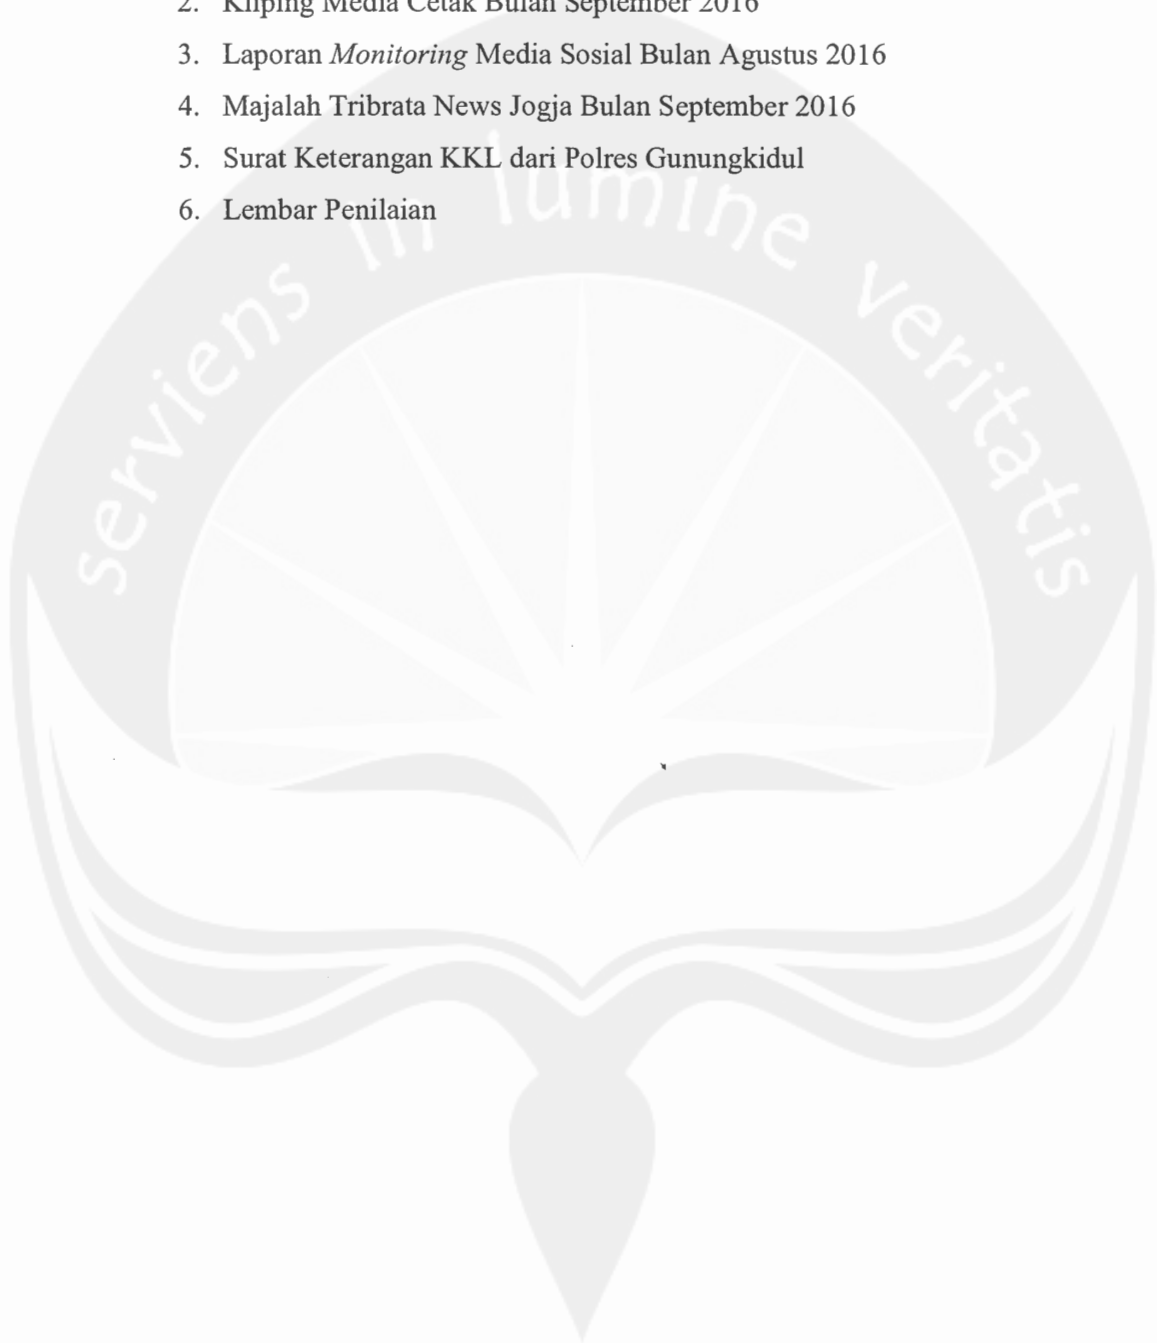 2. Kliping Media Cetak Bulan September 2016
3. Laporan Monitoring Media Sosial Bulan Agustus 2016
4. Majalah Tribrata News Jogja Bulan September 2016
5. Surat Keterangan KKL dari Polres Gunungkidul
6. Lembar Penilaian
serviens in lumine veritatis